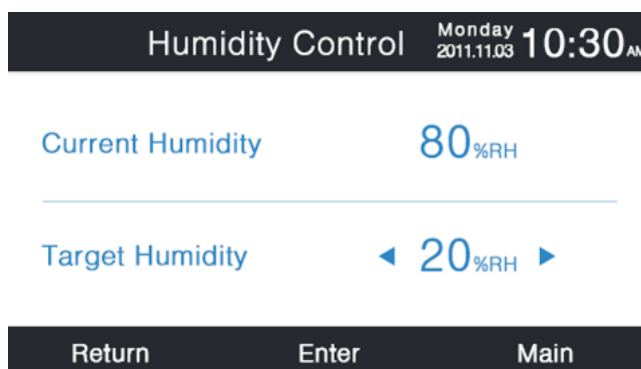 Humidity Control
Monday
2011.11.03
10:30 AM
Current Humidity 80%RH
Target Humidity ◀ 20%RH ▶
Return Enter Main